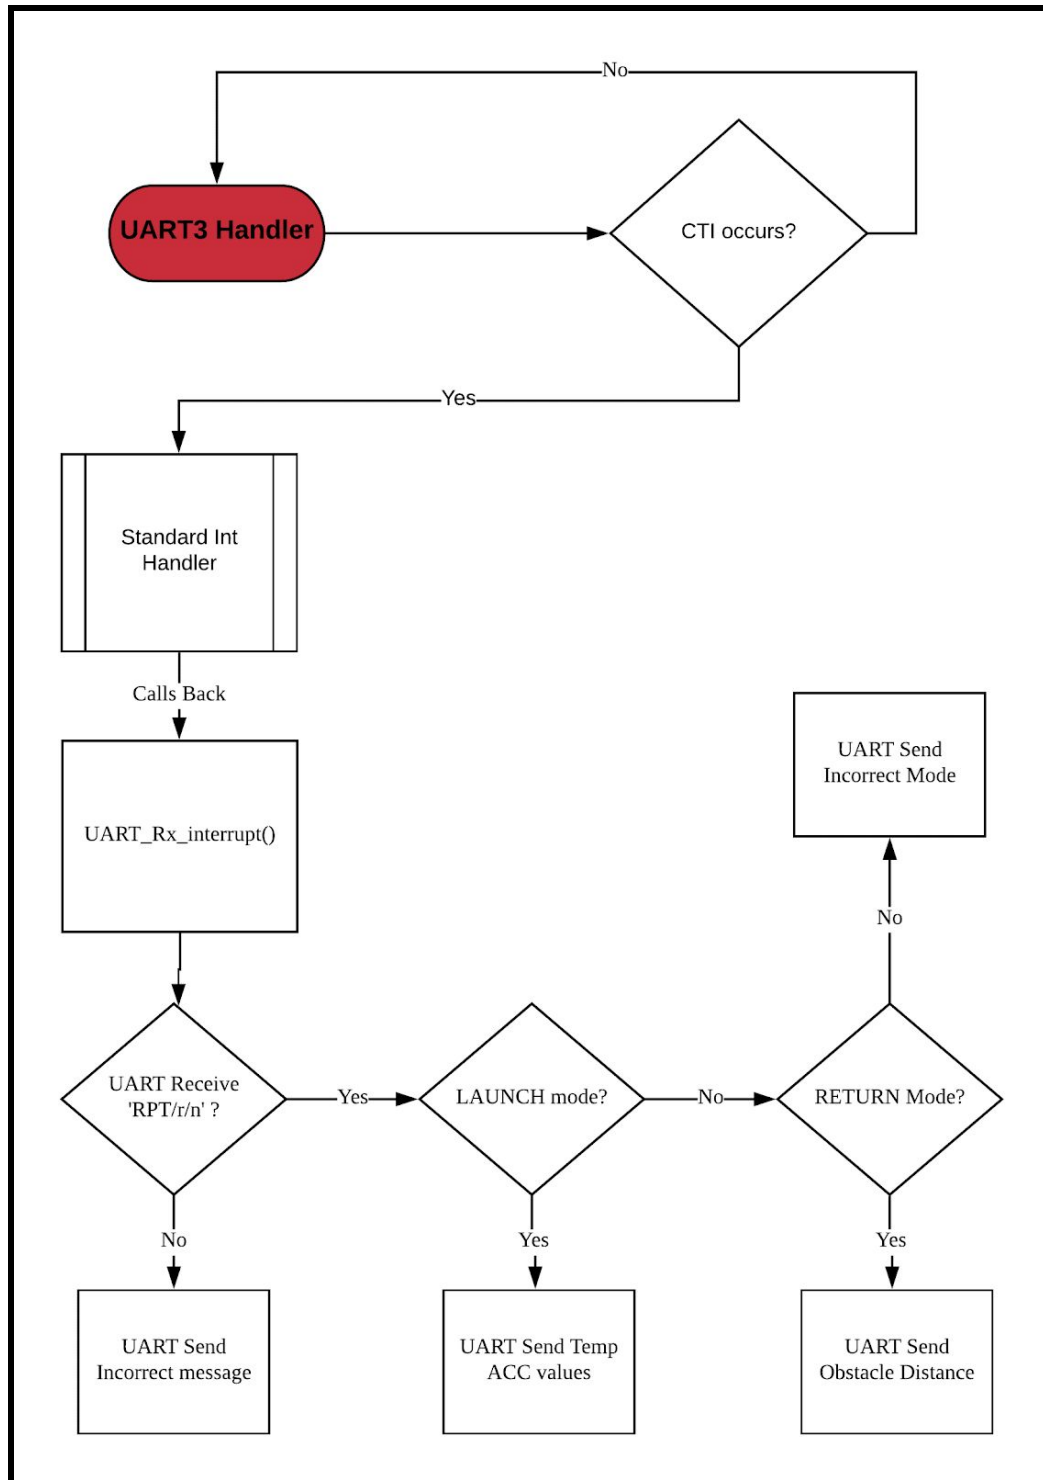 No
UART3 Handler
CTI occurs?
Yes
Standard Int
Handler
Calls Back
UART_Rx_interrupt()
UART Send
Incorrect Mode
No
UART Receive
'RPT/r/n' ?
Yes
LAUNCH mode?
No
RETURN Mode?
No
Yes
Yes
UART Send
Incorrect message
UART Send Temp
ACC values
UART Send
Obstacle Distance